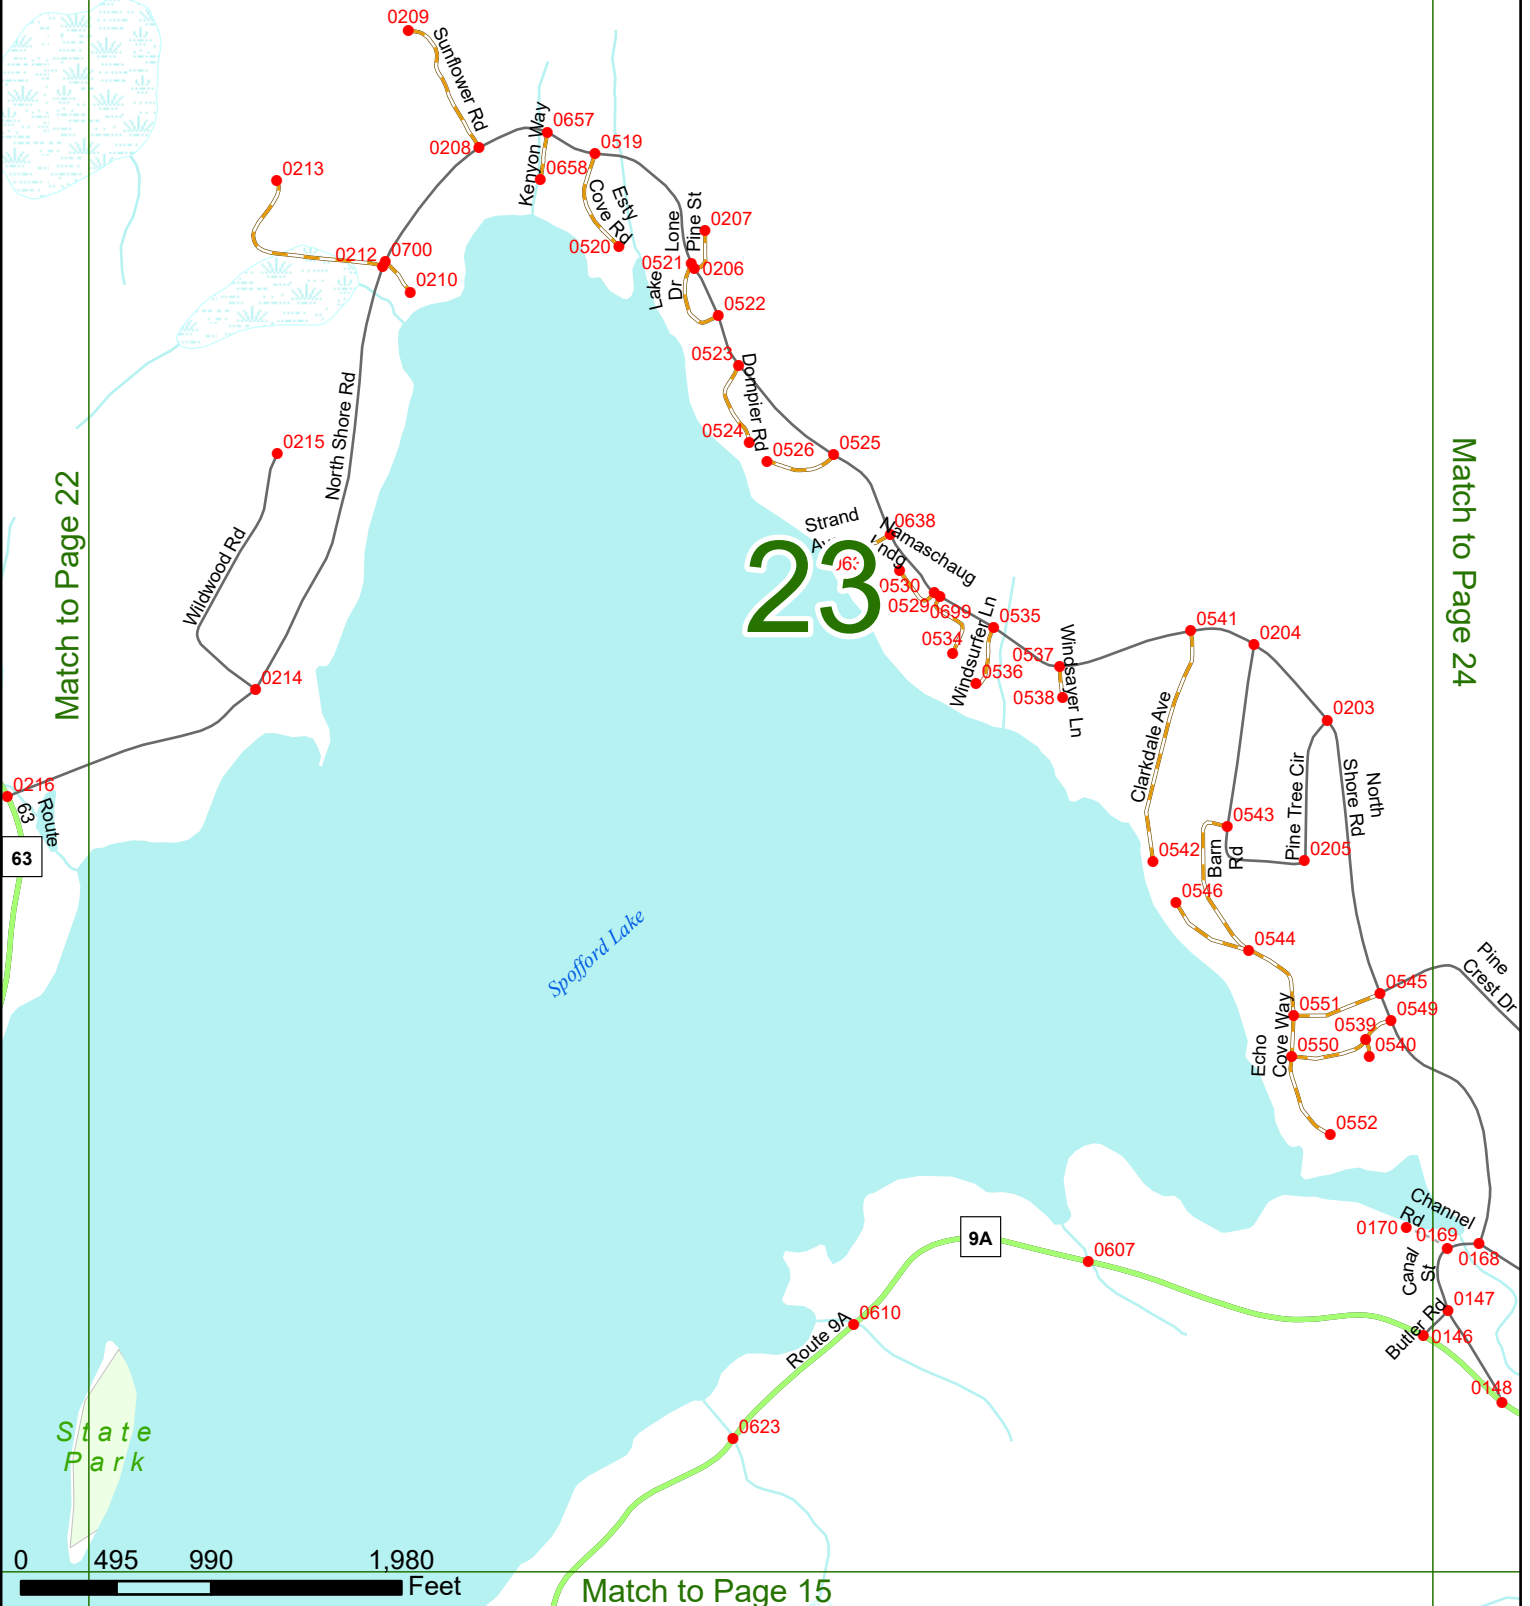 0209
Sunflower Rd
0208
Kenyon Way
0657
0658
0519
Esty
Cove Rd
0520
0213
0212
0700
0210
Lone
Pine St
0207
0521
0206
Lake
Dr
0522
0523
Dompier Rd
0524
0526
0525
North Shore Rd
0215
Wildwood Rd
0214
0216
Route
63
63
Match to Page 22
Match to Page 24
Strand
0638
Namaschaug
Lndg
23
0530
0529
0699
0534
Windsurfer Ln
0535
0536
0537
0538
Windsayer Ln
0541
0204
0203
Clarkdale Ave
0542
0543
Barn
Rd
Pine Tree Cir
0205
North
Shore Rd
0546
0544
Pine
Crest Dr
0545
0551
0549
0539
0540
0550
Echo
Cove Way
0552
Spofford Lake
Channel
Rd
0170
0169
0168
Canal
St
0147
Butler Rd
0146
0148
9A
0607
0610
Route 9A
0623
State
Park
0
495
990
1,980
Feet
Match to Page 15